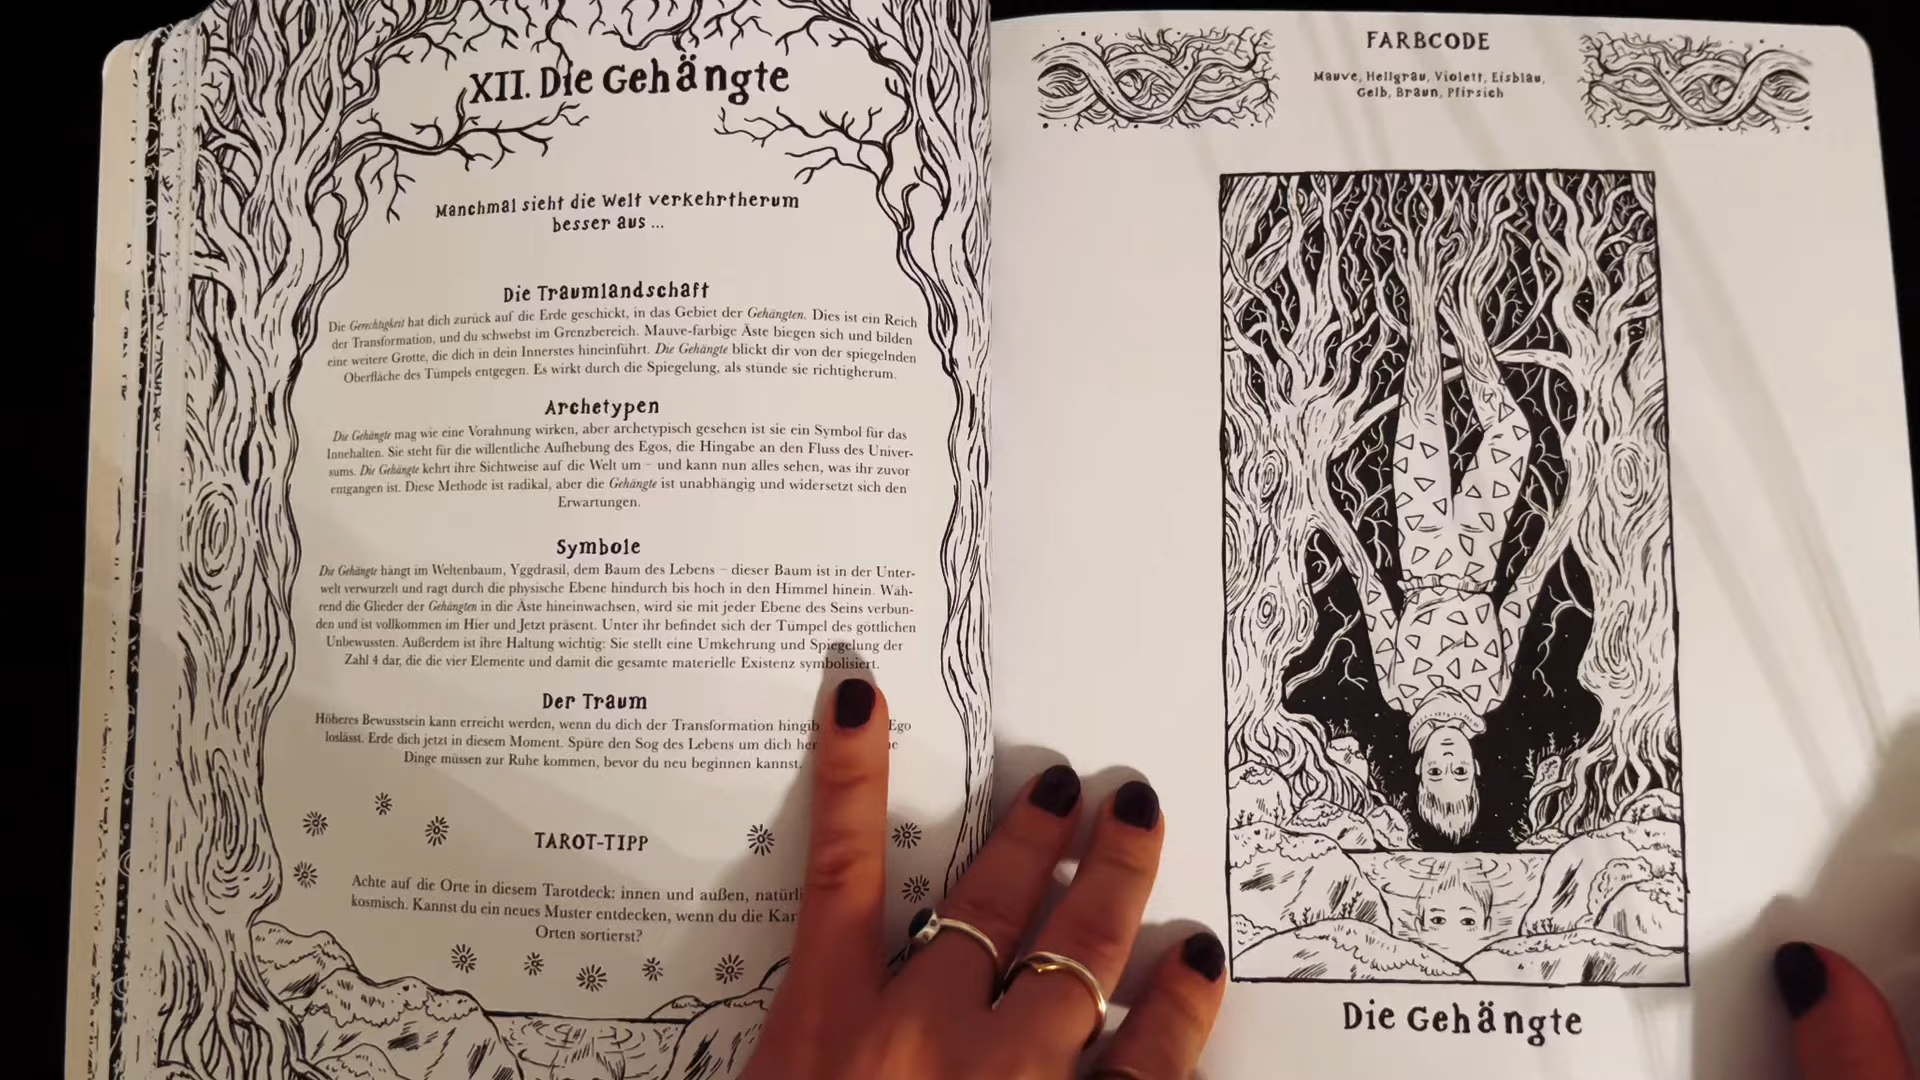 XII. Die Gehängte
Manchmal sieht die Welt verkehrtherum
besser aus ...
Die Traumlandschaft
Die Gerechtigkeit hat dich zurück auf die Erde geschickt, in das Gebiet der Gehängten. Dies ist ein Reich
der Transformation, und du schwebst im Grenzbereich. Mauve-farbige Äste biegen sich und bilden
eine weitere Grotte, die dich in dein Innerstes hineinführt. Die Gehängte blickt dir von der spiegelnden
Oberfläche des Tümpels entgegen. Es wirkt durch die Spiegelung, als stünde sie richtigherum.
Archetypen
Die Gehängte mag wie eine Vorahnung wirken, aber archetypisch gesehen ist sie ein Symbol für das
Innehalten. Sie steht für die willentliche Aufhebung des Egos, die Hingabe an den Fluss des Univer-
sums. Die Gehängte kehrt ihre Sichtweise auf die Welt um – und kann nun alles sehen, was ihr zuvor
entgangen ist. Diese Methode ist radikal, aber die Gehängte ist unabhängig und widersetzt sich den
Erwartungen.
Symbole
Die Gehängte hängt im Weltenbaum, Yggdrasil, dem Baum des Lebens – dieser Baum ist in der Unter-
welt verwurzelt und ragt durch die physische Ebene hindurch bis hoch in den Himmel hinein. Wäh-
rend die Glieder der Gehängten in die Äste hineinwachsen, wird sie mit jeder Ebene des Seins verbun-
den und ist vollkommen im Hier und Jetzt präsent. Unter ihr befindet sich der Tümpel des göttlichen
Unbewussten. Außerdem ist ihre Haltung wichtig: Sie stellt eine Umkehrung und Spiegelung der
Zahl 4 dar, die die vier Elemente und damit die gesamte materielle Existenz symbolisiert.
Der Traum
Höheres Bewusstsein kann erreicht werden, wenn du dich der Transformation Ego
loslässt. Erde dich jetzt in diesem Moment. Spüre den Sog des Lebens um dich
Dinge müssen zur Ruhe kommen, bevor du neu beginnen kannst.
TAROT-TIPP
Achte auf die Orte in diesem Tarotdeck: innen und außen,
kosmisch. Kannst du ein neues Muster entdecken, wenn du die
Orten sortierst?
FARBCODE
Mauve, Hellgrau, Violett, Eisblau,
Gelb, Braun, Pfirsich
Die Gehängte